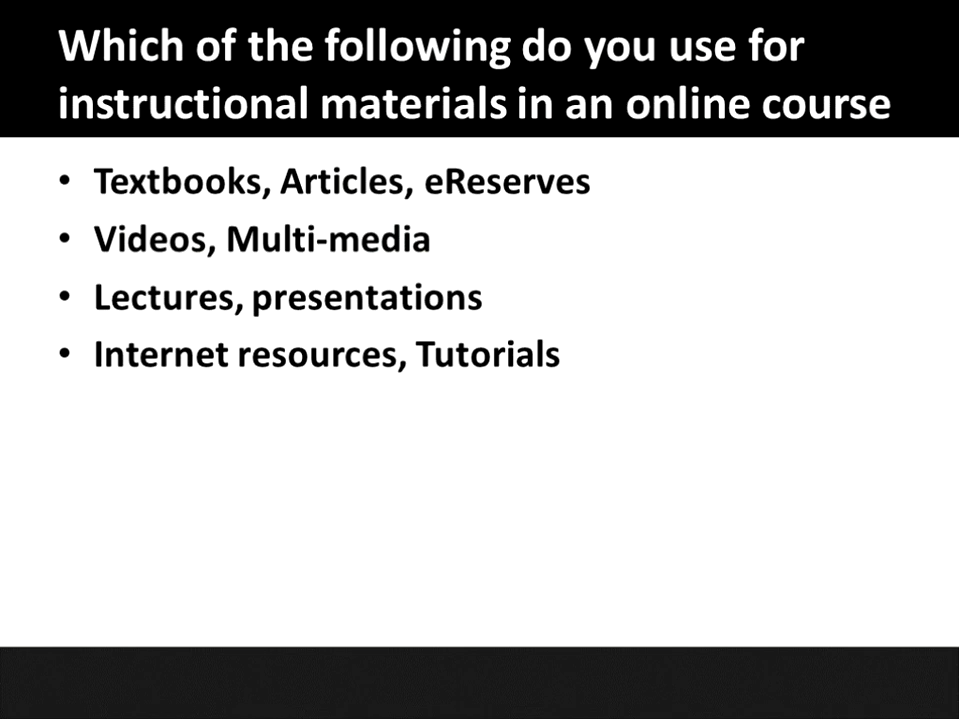 Which of the following do you use for
instructional materials in an online course
• Textbooks, Articles, eReserves
• Videos, Multi-media
• Lectures, presentations
• Internet resources, Tutorials